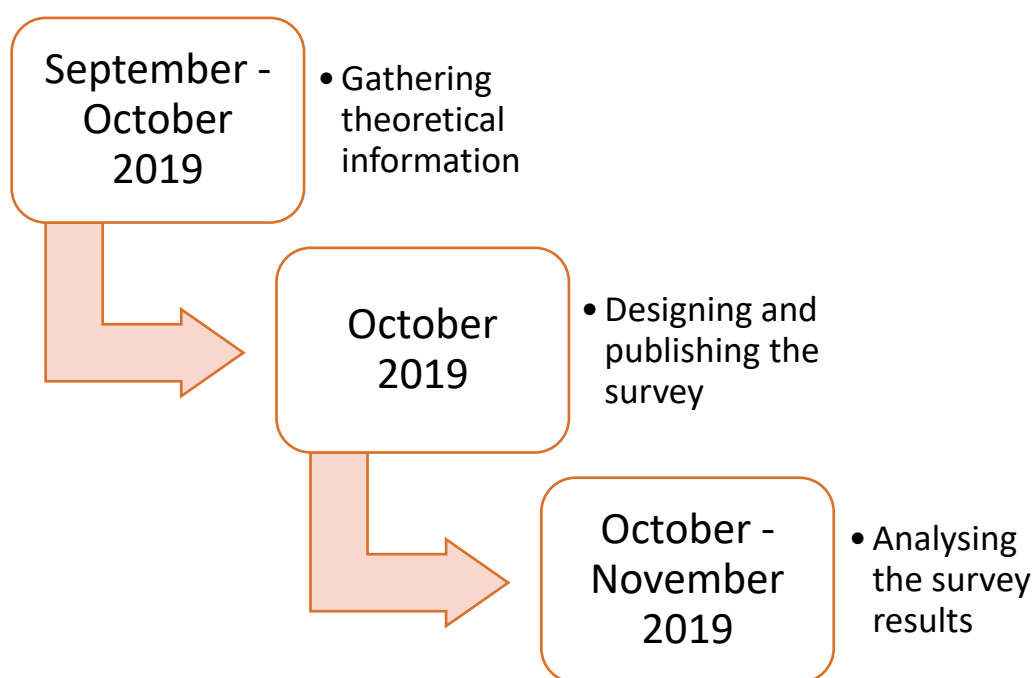 September -
October
2019
• Gathering
theoretical
information
October
2019
• Designing and
publishing the
survey
October -
November
2019
• Analysing
the survey
results